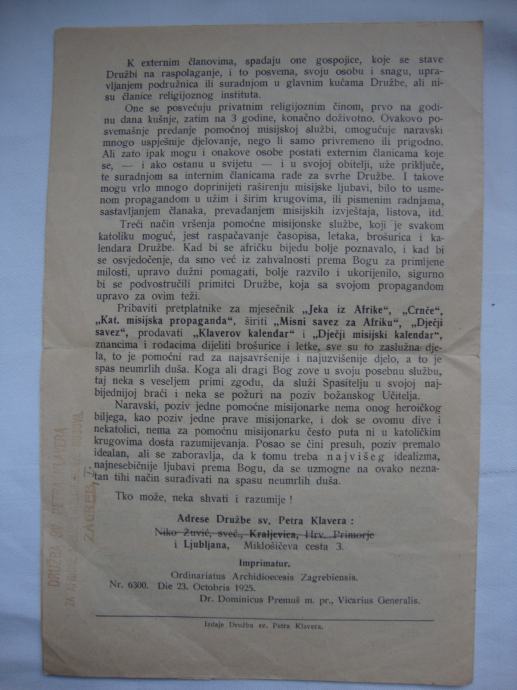 K externim članovima, spadaju one gospojice, koje se stave
Družbi na raspolaganje, i to posvema, svoju osobu i snagu, upra-
vljanjem podružnica ili suradnjom u glavnim kućama Družbe, ali ni-
su članice religijoznog instituta.
One se posvećuju privatnim religijoznim činom, prvo na godi-
nu dana kušnje, zatim na 3 godine, konačno doživotno. Ovakovo po-
svemašnje predanje pomoćnoj misijskoj službi, omogućuje naravski
mnogo uspješnije djelovanje, nego li samo privremeno ili prigodno.
Ali zato ipak mogu i onakove osobe postati externim članicama koje
se, — i ako ostanu u svijetu — i u svojoj obitelji, uže priključe,
te suradnjom sa internim članicama rade za svrhe Družbe. I takove
mogu vrlo mnogo doprinijeti raširenju misijske ljubavi, bilo to usme-
nom propagandom u užim i širim krugovima, ili pismenim radnjama,
sastavljanjem članaka, prevađanjem misijskih izvještaja, listova, itd.
Treći način vršenja pomoćne misijonske službe, koji je svakom
katoliku moguć, jest raspačavanje časopisa, letaka, brošurica i ka-
lendara Družbe. Kad bi se afričku bijedu bolje poznavalo, i kad bi
se osvjedočenje, da smo već iz zahvalnosti prema Bogu za primljene
milosti, upravo dužni pomagati, bolje razvilo i ukorijenilo, sigurno
bi se podvostručili primitci Družbe, koja sa svojom propagandom
upravo za ovim teži.
Pribaviti pretplatnike za mjesečnik „Jeka iz Afrike“, „Crnče“,
„Kat. misijska propaganda“, širiti „Misni savez za Afriku“, „Dječji
savez“, prodavati „Klaverov kalendar“ i „Dječji misijski kalendar“,
znancima i rođacima dijeliti brošurice i letke, sve su to zaslužna dje-
la, to je pomoćni rad za najsavršenije i najuzvišenije djelo, a to je
spas neumrlih duša. Koga ali dragi Bog zove u svoju posebnu službu,
taj neka s veseljem primi zgodu, da služi Spasitelju u svojoj naj-
bijednijoj braći i neka se požuri na poziv božanskog Učitelja.
Naravski, poziv jedne pomoćne misijonarke nema onog heroičkog
biljega, kao poziv jedne prave misijonarke, i dok se ovomu dive i
nekatolici, nema za pomoćnu misijonarku često puta ni u katoličkim
krugovima dosta razumijevanja. Posao se čini presuh, poziv premalo
idealan, ali se zaboravlja, da k tomu treba najvišeg idealizma,
najnesebičnije ljubavi prema Bogu, da se uzmogne na ovako nezna-
tan tihi način surađivati na spasu neumrlih duša.
Tko može, neka shvati i razumije!
Adrese Družbe sv. Petra Klavera:
Niko Žuvić, sveć., Kraljevica, Hrv. Primorje
i Ljubljana, Miklošičeva cesta 3.
Imprimatur.
Ordinariatus Archidioecesis Zagrebiensis.
Nr. 6300. Die 23. Octobris 1925.
Dr. Dominicus Premuš m. pr., Vicarius Generalis.
Izdaje Družba sv. Petra Klavera.
DRUŽBA SV. PETRA KLAVERA
ZAGREB, I.